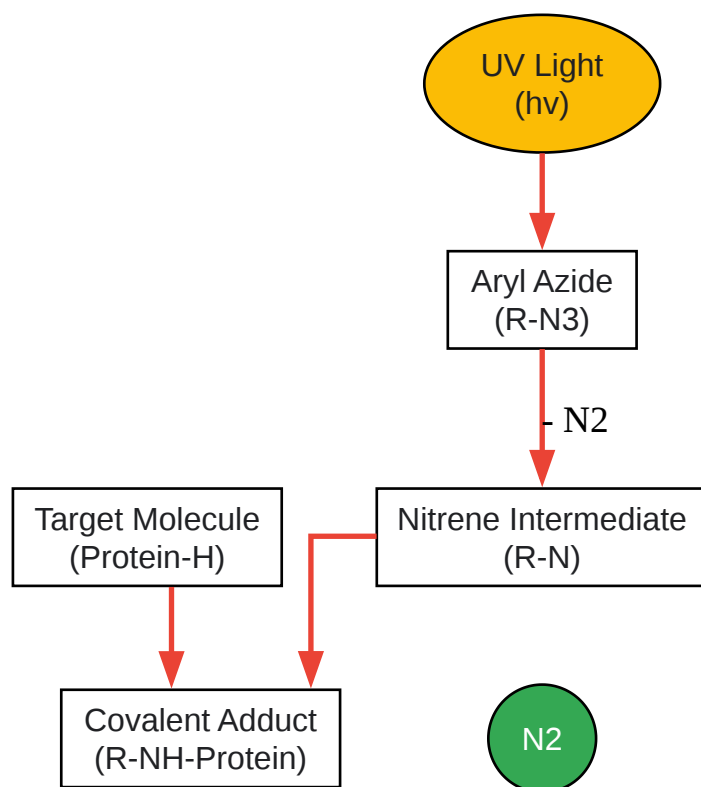 UV Light
(hv)
Aryl Azide
(R-N3)
- N2
Target Molecule
(Protein-H)
Nitrene Intermediate
(R-N)
Covalent Adduct
(R-NH-Protein)
N2